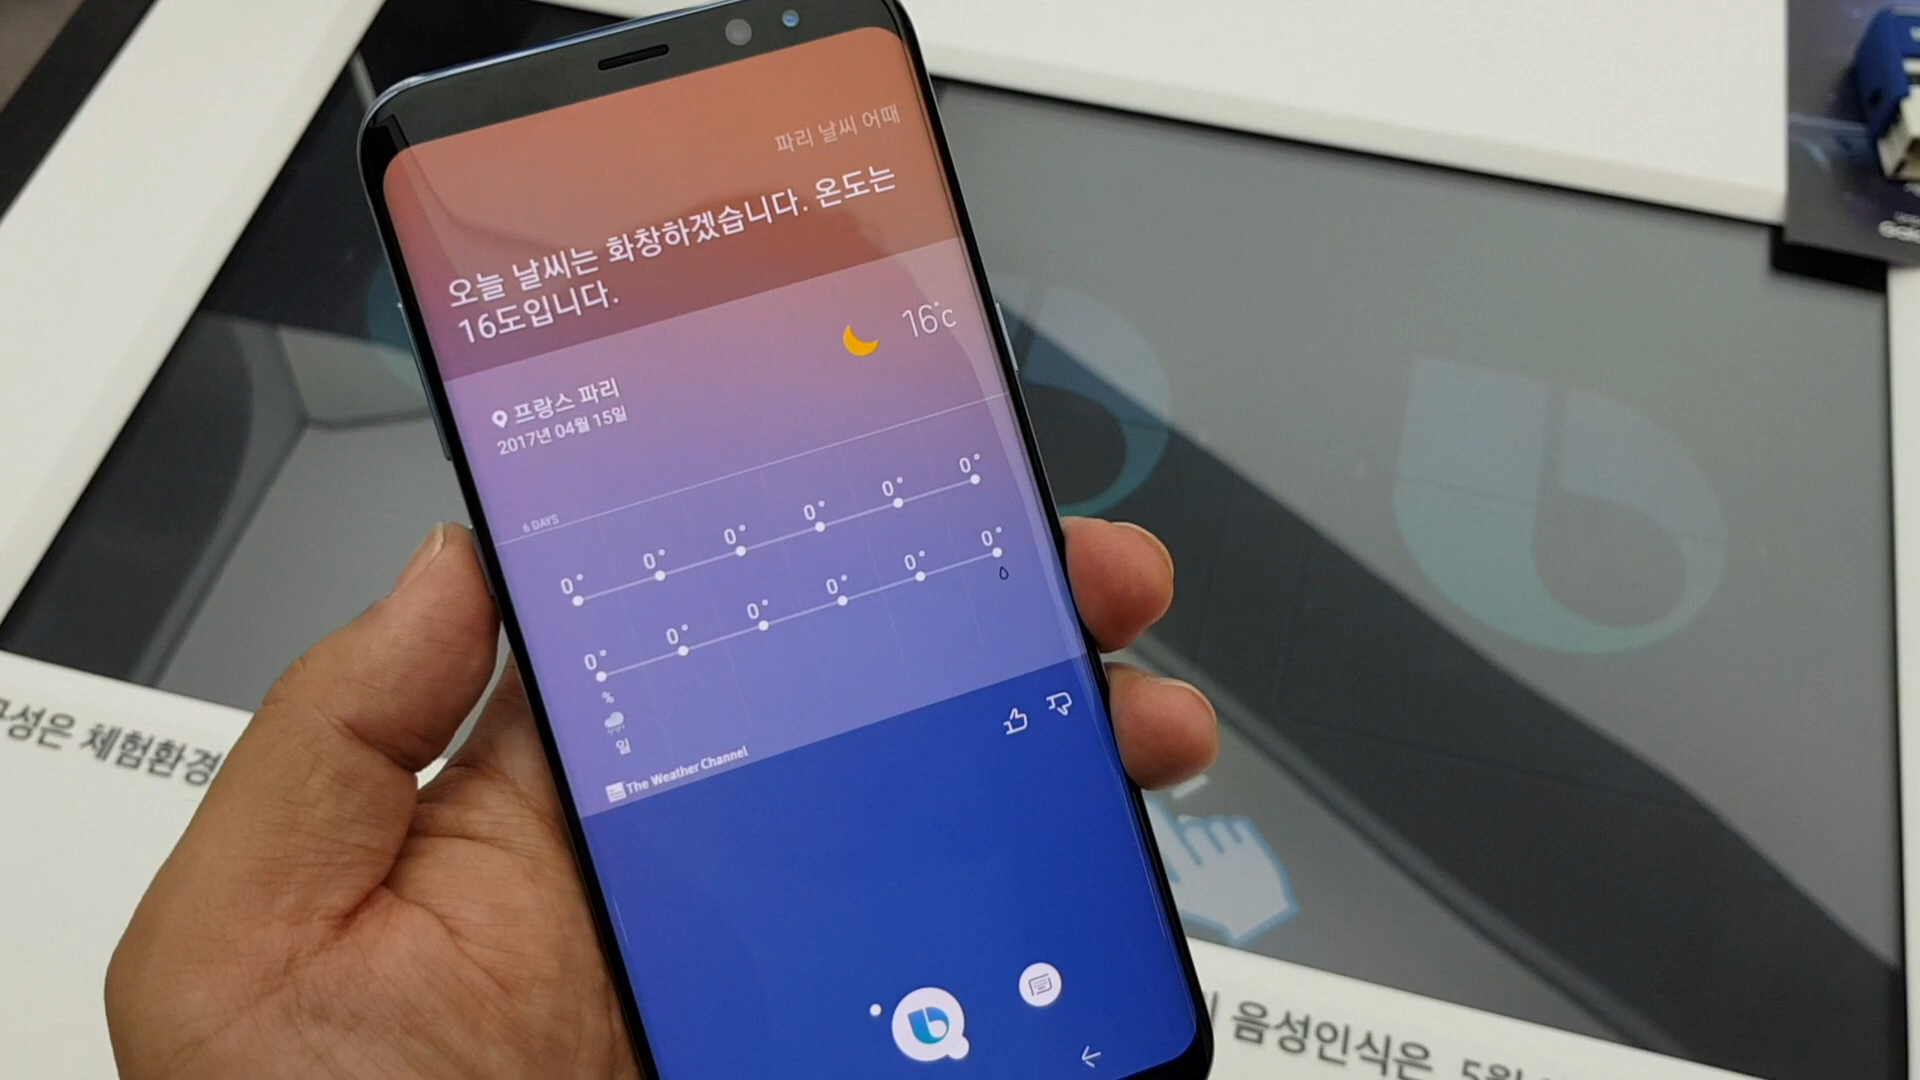 파리 날씨 어때
오늘 날씨는 화창하겠습니다. 온도는
16도입니다.
16°c
프랑스 파리
2017년 04월 15일
6 DAYS
0° 0° 0° 0° 0° 0°
0° 0° 0° 0° 0° 0°
%
일
The Weather Channel
구성은 체험환경
음성인식은 5월